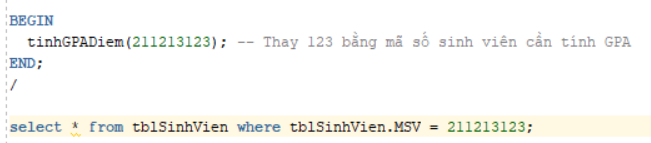 BEGIN
tinhGPADiem(211213123); -- Thay 123 bằng mã số sinh viên cần tính GPA
END;
/
select * from tblSinhVien where tblSinhVien.MSV = 211213123;